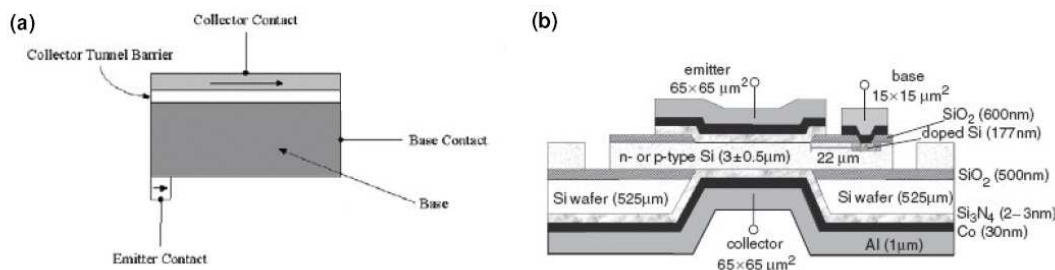 (a)
Collector Contact
Collector Tunnel Barrier
Base Contact
Base
Emitter Contact
(b)
emitter
65×65 μm²
base
15×15 μm²
SiO₂ (600nm)
doped Si (177nm)
n- or p-type Si (3±0.5μm)
22 μm
SiO₂ (500nm)
Si wafer (525μm)
Si wafer (525μm)
Si₃N₄ (2–3nm)
Co (30nm)
collector
65×65 μm²
Al (1μm)